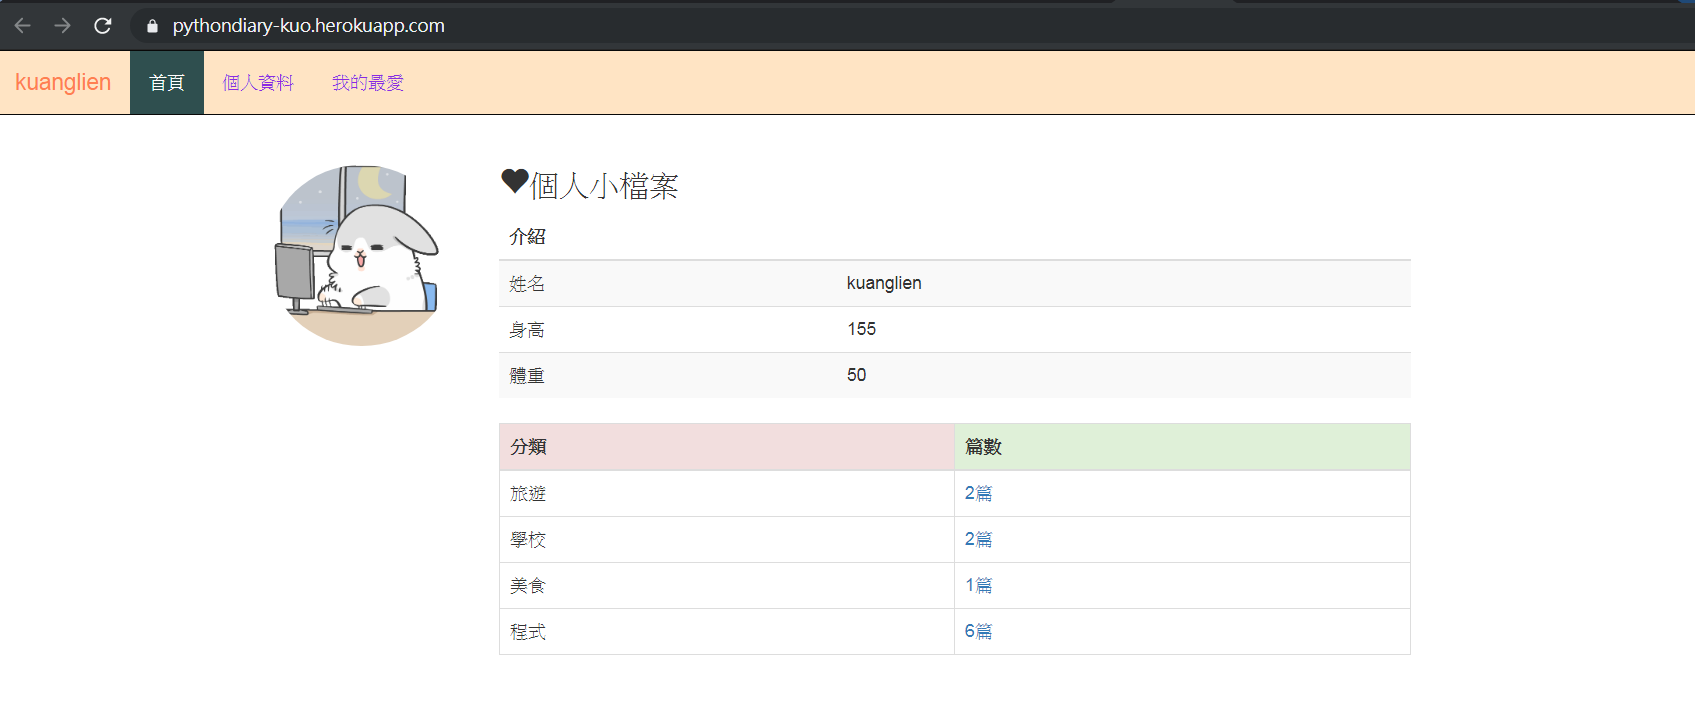 pythondiary-kuo.herokuapp.com
kuanglien 首頁 個人資料 我的最愛
個人小檔案
介紹
姓名 kuanglien
身高 155
體重 50
分類 篇數
旅遊 2篇
學校 2篇
美食 1篇
程式 6篇